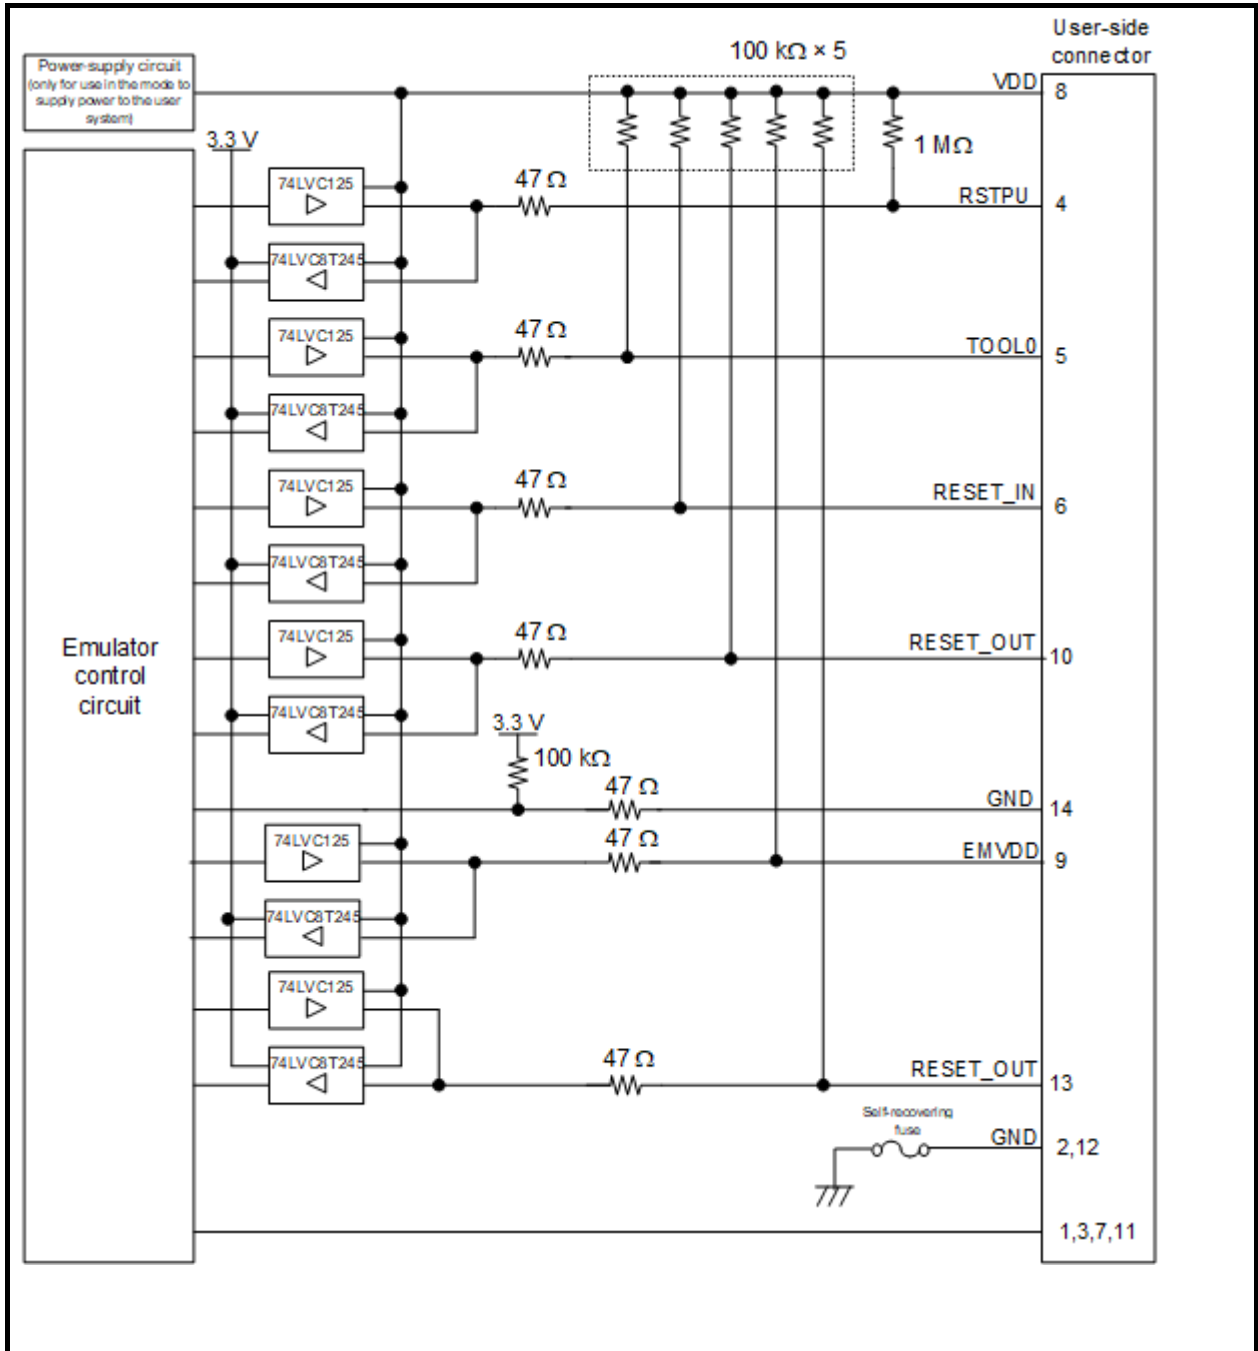 User-side
connector
100 kΩ × 5
Power-supply circuit
(only for use in the mode to
supply power to the user
system)
VDD
8
3.3 V
1 MΩ
74LVC125
47 Ω
RSTPU
4
74LVC8T245
74LVC125
47 Ω
TOOL0
5
74LVC8T245
74LVC125
47 Ω
RESET_IN
6
74LVC8T245
Emulator
control
circuit
74LVC125
47 Ω
RESET_OUT
10
74LVC8T245
3.3 V
100 kΩ
47 Ω
GND
14
74LVC125
47 Ω
EMVDD
9
74LVC8T245
74LVC125
74LVC8T245
47 Ω
RESET_OUT
13
Self-recovering
fuse
GND
2,12
1,3,7,11